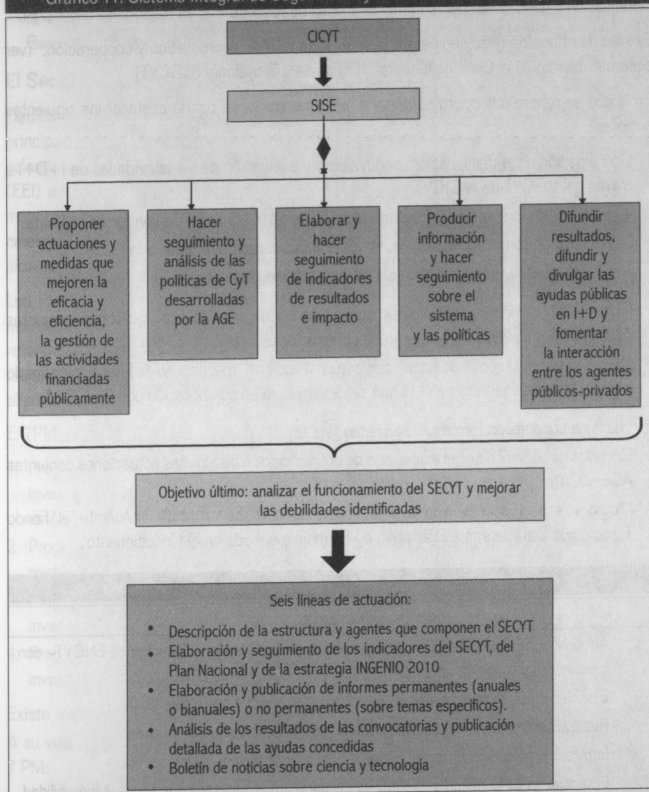 Gráfico 11. Sistema Integral de Seguimiento y
CICYT
SISE
Proponer
actuaciones y
medidas que
mejoren la
eficacia y
eficiencia,
la gestión de
las actividades
financiadas
públicamente
Hacer
seguimiento y
análisis de las
políticas de CyT
desarrolladas
por la AGE
Elaborar y
hacer
seguimiento
de indicadores
de resultados
e impacto
Producir
información
y hacer
seguimiento
sobre el
sistema
y las políticas
Difundir
resultados,
difundir y
divulgar las
ayudas públicas
en I+D y
fomentar
la interacción
entre los agentes
públicos-privados
Objetivo último: analizar el funcionamiento del SECYT y mejorar
las debilidades identificadas
Seis líneas de actuación:
• Descripción de la estructura y agentes que componen el SECYT
• Elaboración y seguimiento de los indicadores del SECYT, del
Plan Nacional y de la estrategia INGENIO 2010
• Elaboración y publicación de informes permanentes (anuales
o bianuales) o no permanentes (sobre temas específicos).
• Análisis de los resultados de las convocatorias y publicación
detallada de las ayudas concedidas
• Boletín de noticias sobre ciencia y tecnología